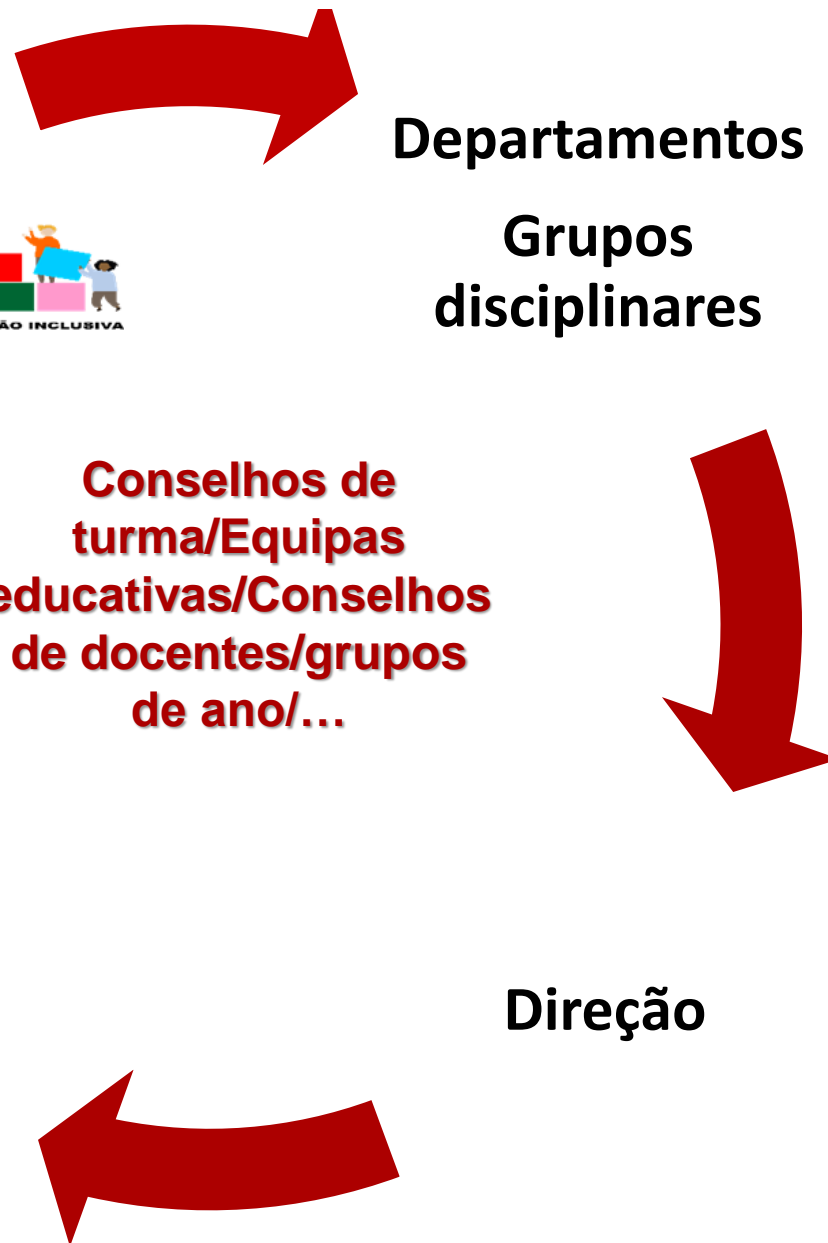 Departamentos
Grupos
disciplinares
ÃO INCLUSIVA
Conselhos de
turma/Equipas
educativas/Conselhos
de docentes/grupos
de ano/…
Direção